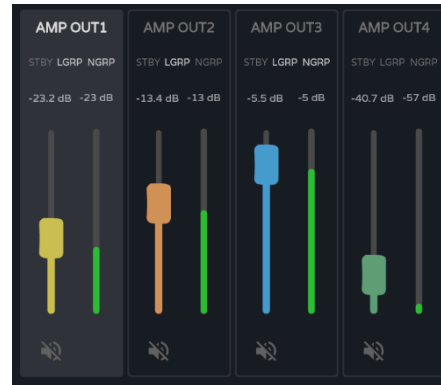 AMP OUT1 AMP OUT2 AMP OUT3 AMP OUT4
STBY LGRP NGRP STBY LGRP NGRP STBY LGRP NGRP STBY LGRP NGRP
-23.2 dB -23 dB -13.4 dB -13 dB -5.5 dB -5 dB -40.7 dB -57 dB